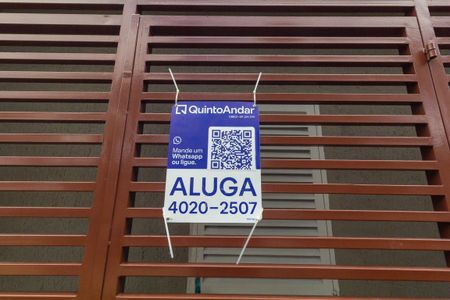 QuintoAndar
Mande um
Whatsapp
ou ligue.
ALUGA
4020-2507